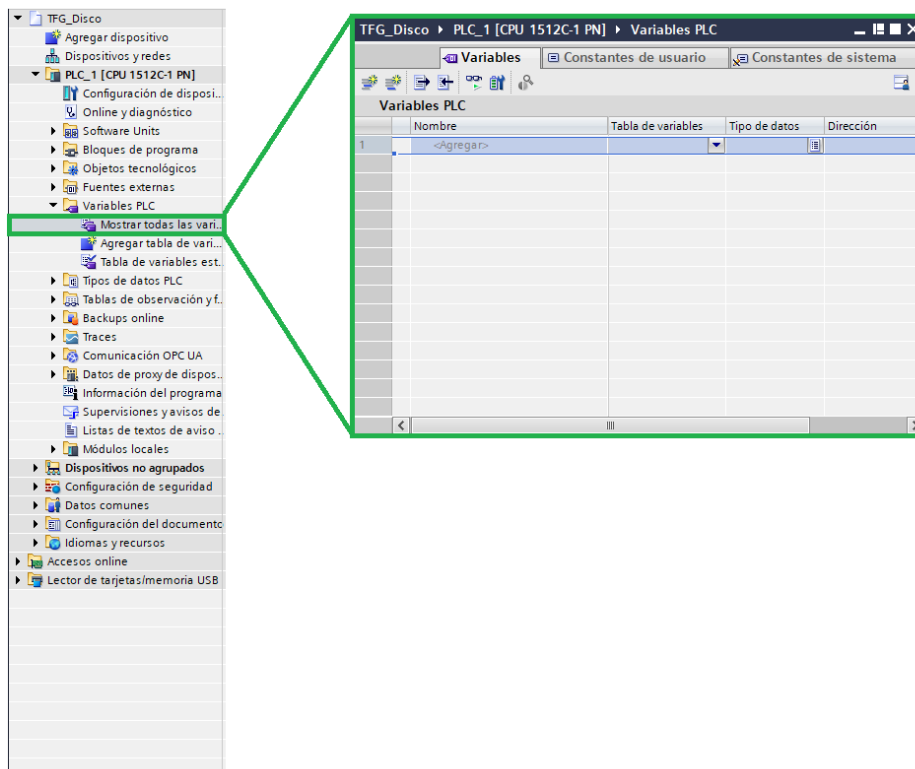 TFG_Disco
Agregar dispositivo
Dispositivos y redes
PLC_1 [CPU 1512C-1 PN]
Configuración de disposi...
Online y diagnóstico
Software Units
Bloques de programa
Objetos tecnológicos
Fuentes externas
Variables PLC
Mostrar todas las vari...
Agregar tabla de vari...
Tabla de variables est...
Tipos de datos PLC
Tablas de observación y f...
Backups online
Traces
Comunicación OPC UA
Datos de proxy de dispos...
Información del programa
Supervisiones y avisos de
Listas de textos de aviso ...
Módulos locales
Dispositivos no agrupados
Configuración de seguridad
Datos comunes
Configuración del documento
Idiomas y recursos
Accesos online
Lector de tarjetas/memoria USB
TFG_Disco PLC_1 [CPU 1512C-1 PN] Variables PLC
Variables Constantes de usuario Constantes de sistema
Variables PLC
Nombre Tabla de variables Tipo de datos Dirección
1 <Agregar>